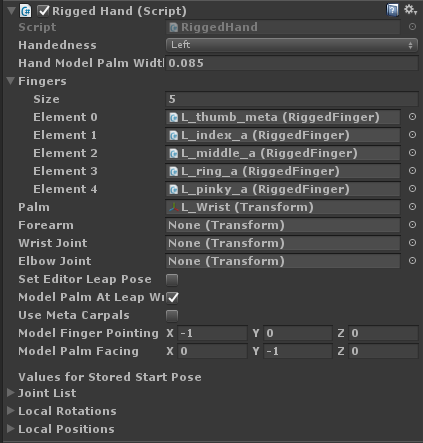 Rigged Hand (Script)
Script RiggedHand
Handedness Left
Hand Model Palm Widtl 0.085
Fingers
Size 5
Element 0 L_thumb_meta (RiggedFinger)
Element 1 L_index_a (RiggedFinger)
Element 2 L_middle_a (RiggedFinger)
Element 3 L_ring_a (RiggedFinger)
Element 4 L_pinky_a (RiggedFinger)
Palm L_Wrist (Transform)
Forearm None (Transform)
Wrist Joint None (Transform)
Elbow Joint None (Transform)
Set Editor Leap Pose
Model Palm At Leap Wr
Use Meta Carpals
Model Finger Pointing X -1 Y 0 Z 0
Model Palm Facing X 0 Y -1 Z 0
Values for Stored Start Pose
Joint List
Local Rotations
Local Positions